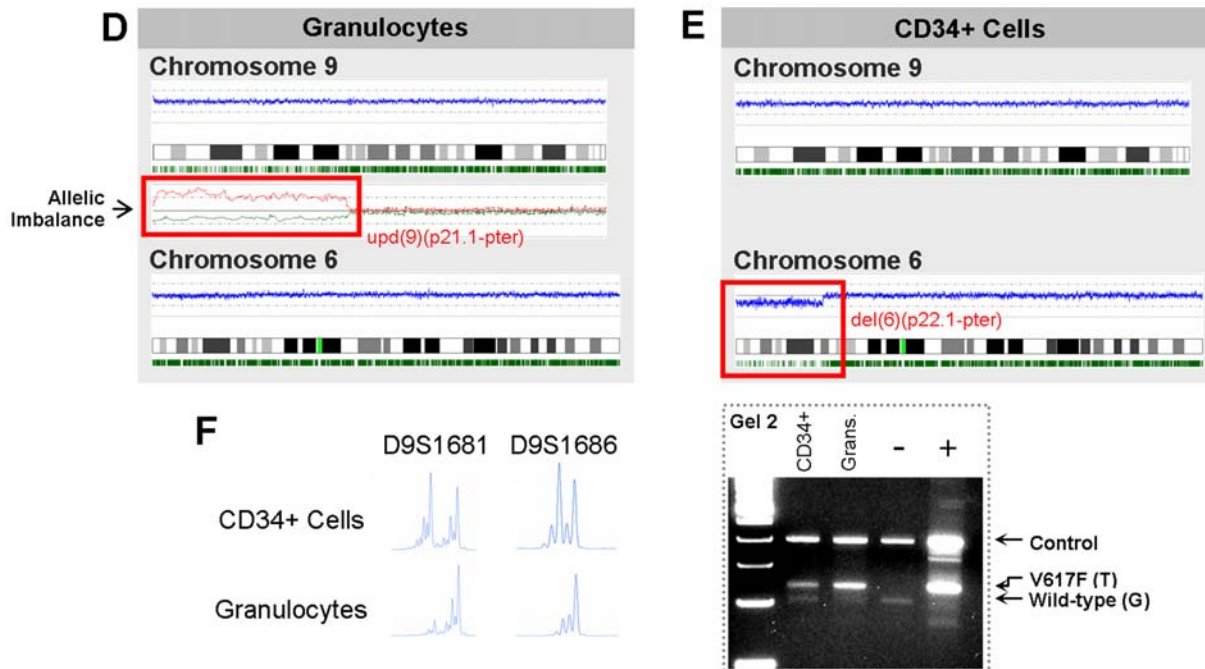 D
Granulocytes
Chromosome 9
Allelic
Imbalance
upd(9)(p21.1-pter)
Chromosome 6
E
CD34+ Cells
Chromosome 9
Chromosome 6
del(6)(p22.1-pter)
F
D9S1681 D9S1686
CD34+ Cells
Granulocytes
Gel 2
CD34+
Grans.
- +
Control
V617F (T)
Wild-type (G)